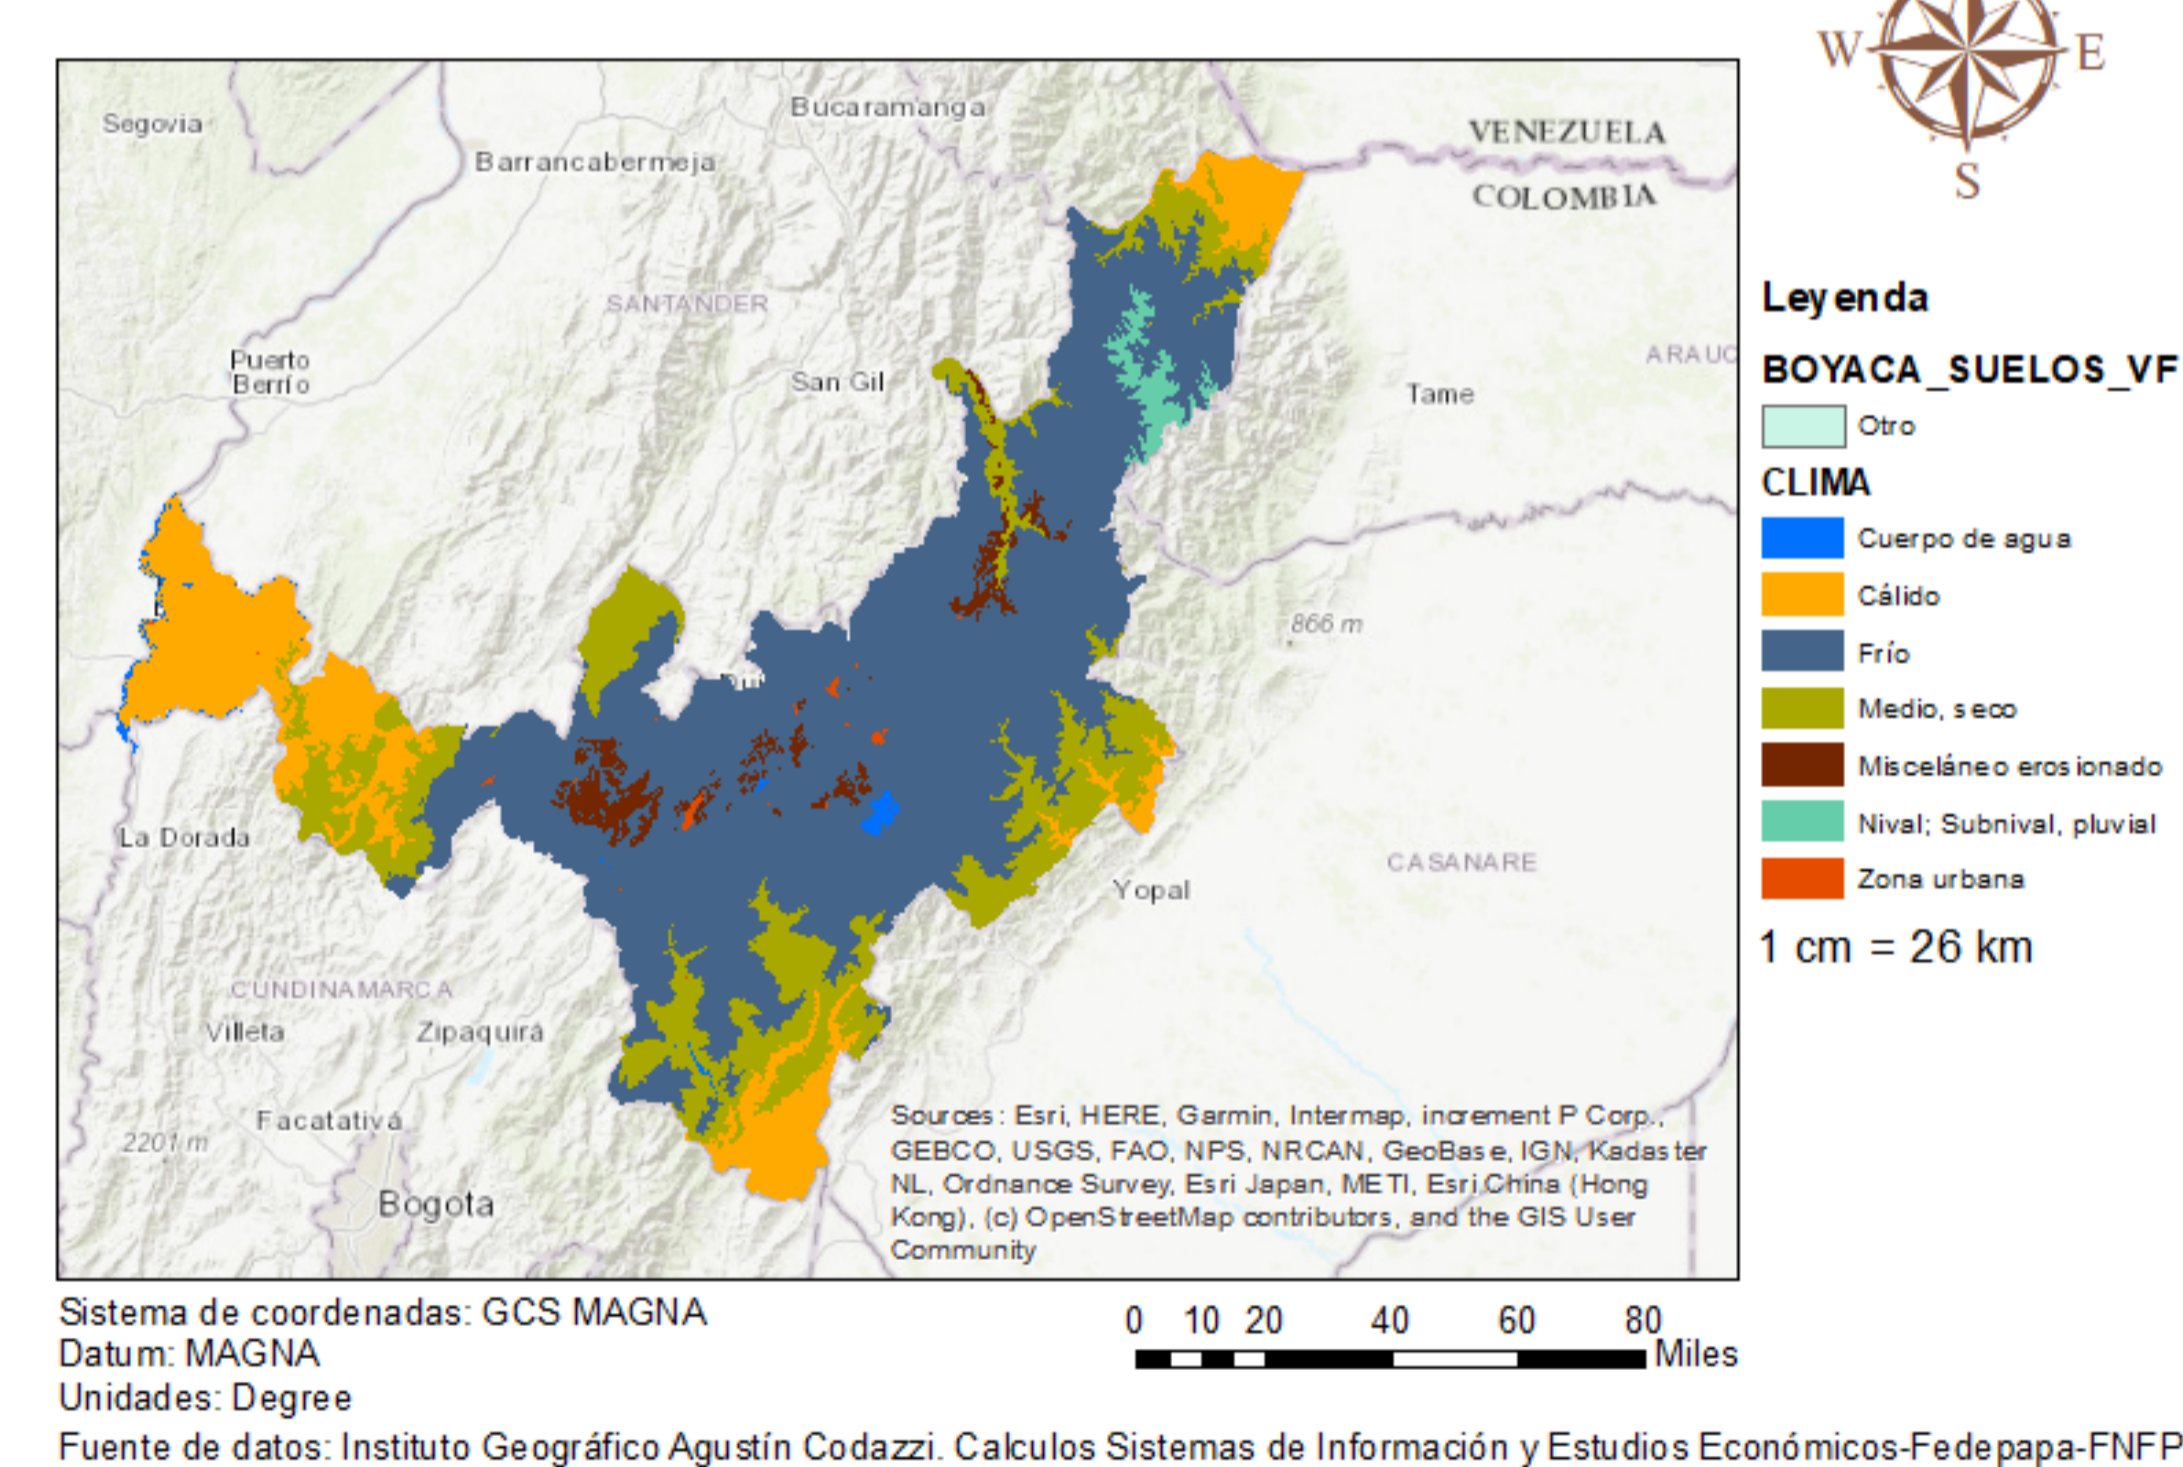 W
E
S
Segovia
Bucaramanga
Barrancabermeja
VENEZUELA
COLOMBIA
SANTANDER
Puerto
Berrío
San Gil
Tame
866 m
La Dorada
Yopal
CASANARE
CUNDINAMARCA
Villeta
Zipaquirá
Facatativá
2201 m
Bogota
Sources: Esri, HERE, Garmin, Intermap, increment P Corp.,
GEBCO, USGS, FAO, NPS, NRCAN, GeoBase, IGN, Kadaster
NL, Ordnance Survey, Esri Japan, METI, Esri China (Hong
Kong), (c) OpenStreetMap contributors, and the GIS User
Community
Leyenda
BOYACA_SUELOS_VF
Otro
CLIMA
Cuerpo de agua
Cálido
Frío
Medio, seco
Misceláneo erosionado
Nival; Subnival, pluvial
Zona urbana
1 cm = 26 km
Sistema de coordenadas: GCS MAGNA
Datum: MAGNA
Unidades: Degree
0 10 20 40 60 80
Miles
Fuente de datos: Instituto Geográfico Agustín Codazzi. Calculos Sistemas de Información y Estudios Económicos-Fedepapa-FNFP